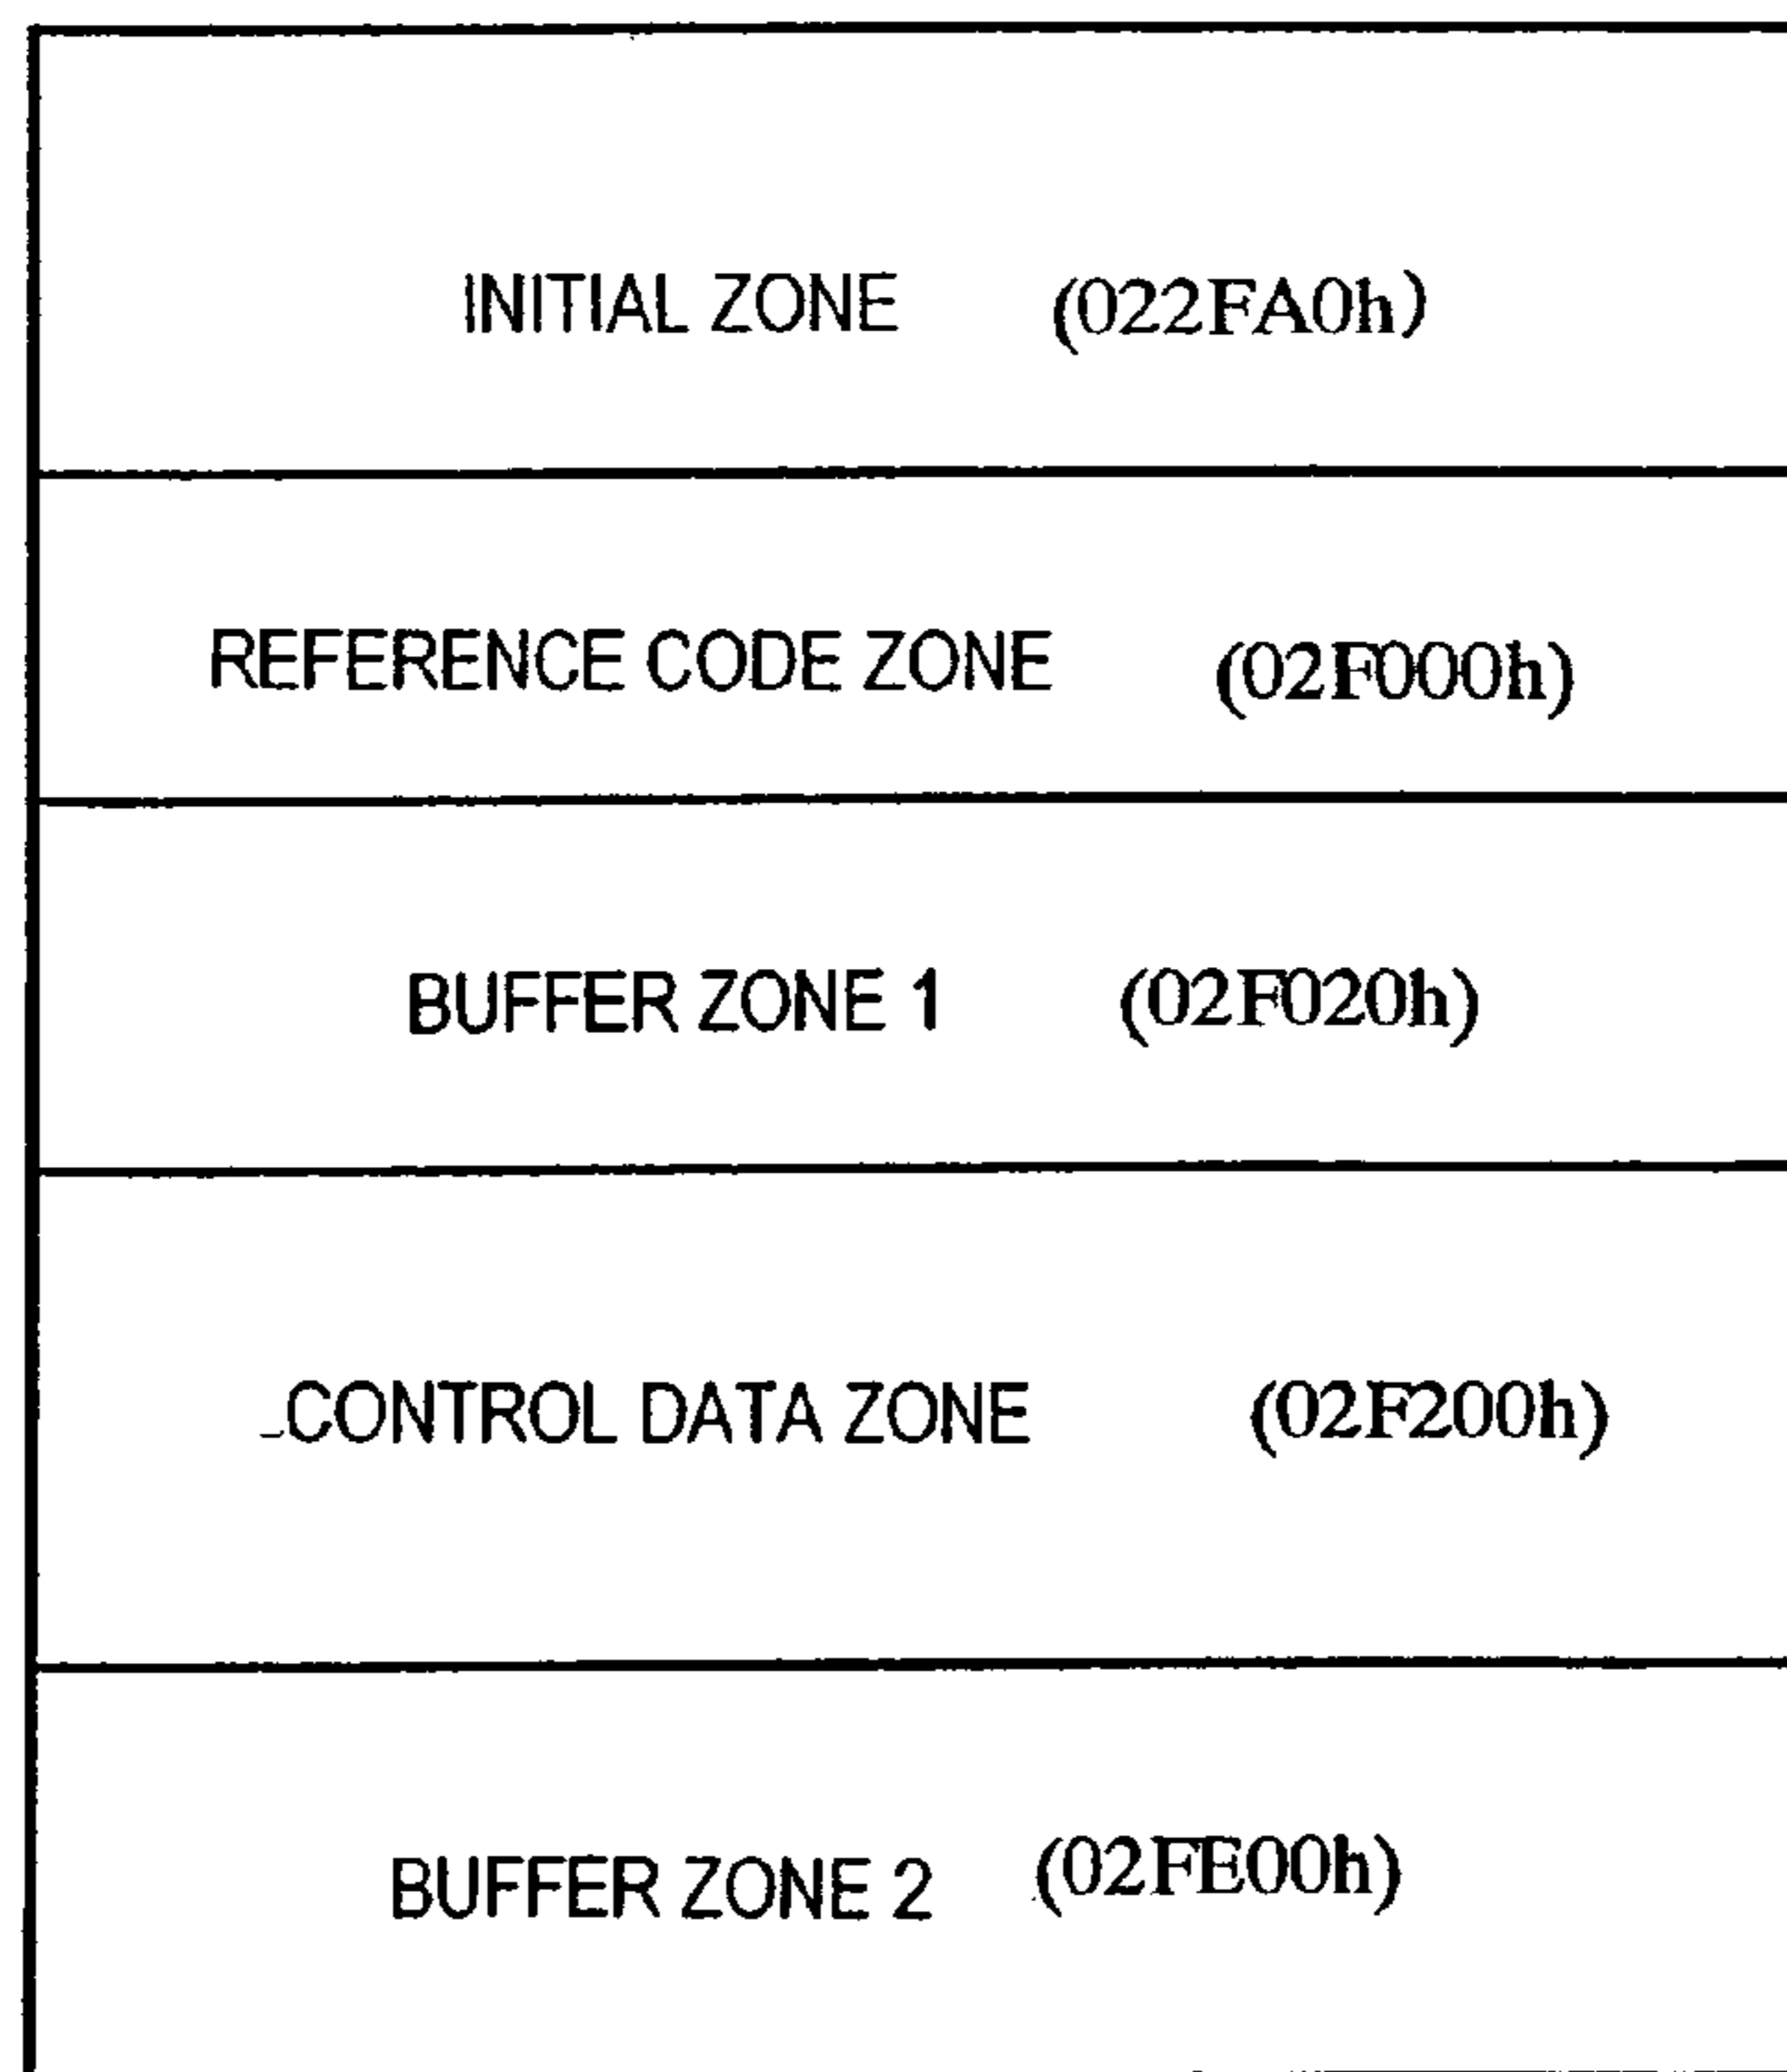 INITIAL ZONE (022FA0h)
REFERENCE CODE ZONE (02F000h)
BUFFER ZONE 1 (02F020h)
CONTROL DATA ZONE (02F200h)
BUFFER ZONE 2 (02FE00h)